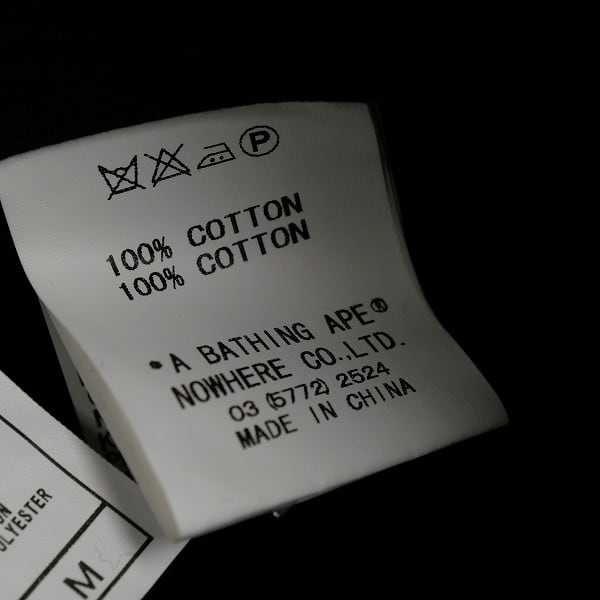 P
100% COTTON
100% COTTON
*A BATHING APE®
NOWHERE CO.,LTD.
03 (5772) 2524
MADE IN CHINA
M